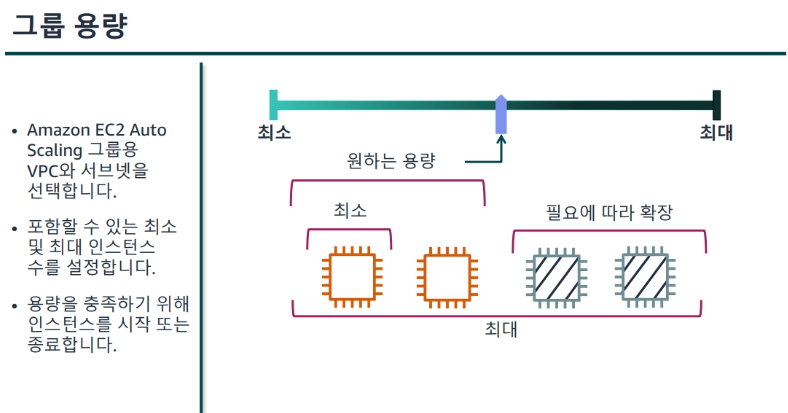 그룹 용량
• Amazon EC2 Auto
Scaling 그룹용
VPC와 서브넷을
선택합니다.
• 포함할 수 있는 최소
및 최대 인스턴스
수를 설정합니다.
• 용량을 충족하기 위해
인스턴스를 시작 또는
종료합니다.
최소
최대
원하는 용량
최소
필요에 따라 확장
최대